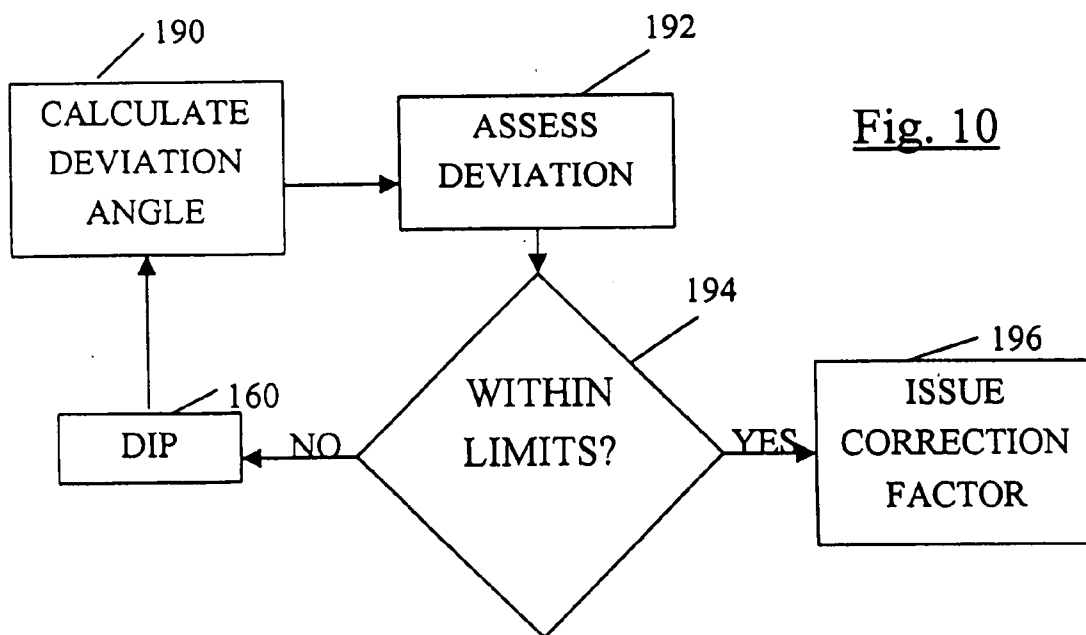 190
CALCULATE
DEVIATION
ANGLE
192
ASSESS
DEVIATION
Fig. 10
194
WITHIN
LIMITS?
196
ISSUE
CORRECTION
FACTOR
160
DIP
NO
YES